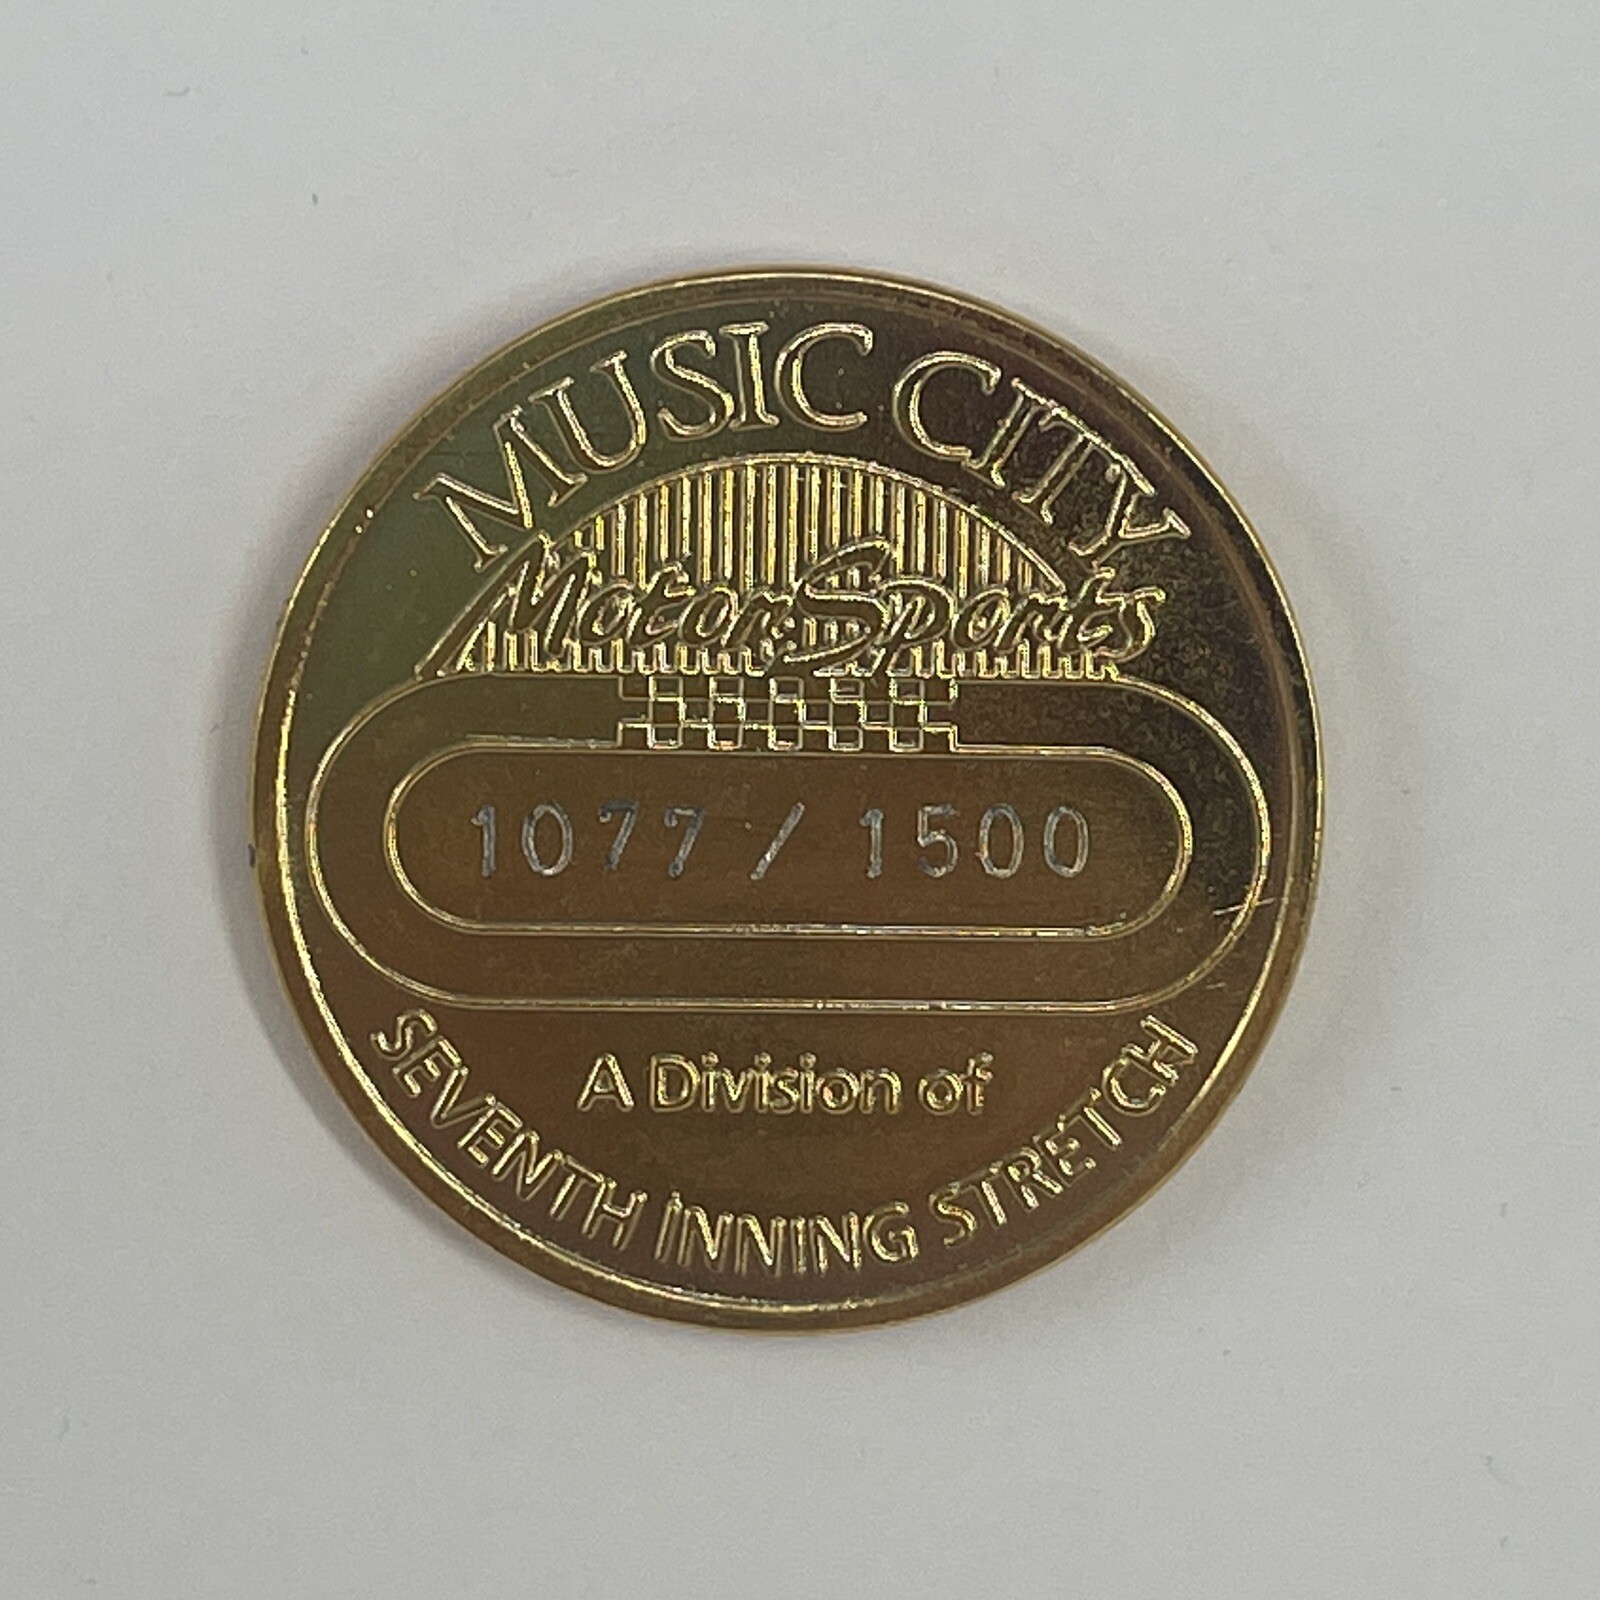 MUSIC CITY
MotorSports
1077 / 1500
A Division of
SEVENTH INNING STRETCH